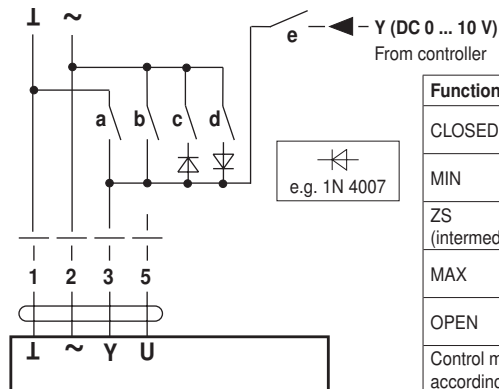 ⊥ ~
e
Y (DC 0 ... 10 V)
From controller
a b c d
e.g. 1N 4007
Function
CLOSED
MIN
ZS
(intermed
MAX
OPEN
Control m
according
1 2 3 5
⊥ ~ Y U